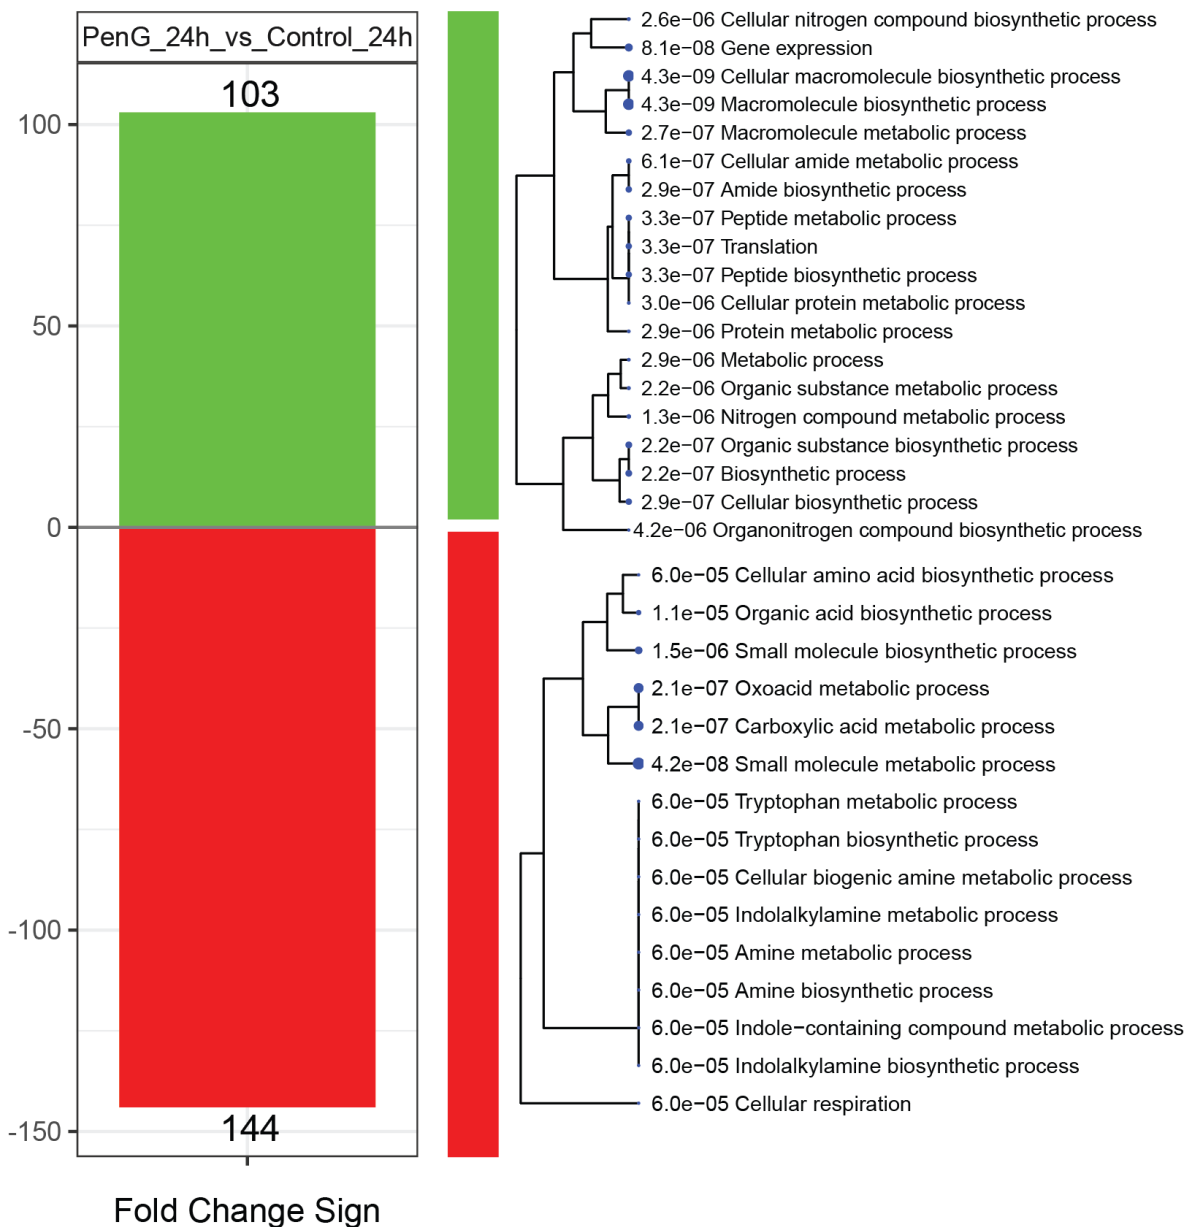 PenG_24h_vs_Control_24h
103
100
50
0
-50
-100
-150
144
Fold Change Sign
2.6e−06 Cellular nitrogen compound biosynthetic process
8.1e−08 Gene expression
4.3e−09 Cellular macromolecule biosynthetic process
4.3e−09 Macromolecule biosynthetic process
2.7e−07 Macromolecule metabolic process
6.1e−07 Cellular amide metabolic process
2.9e−07 Amide biosynthetic process
3.3e−07 Peptide metabolic process
3.3e−07 Translation
3.3e−07 Peptide biosynthetic process
3.0e−06 Cellular protein metabolic process
2.9e−06 Protein metabolic process
2.9e−06 Metabolic process
2.2e−06 Organic substance metabolic process
1.3e−06 Nitrogen compound metabolic process
2.2e−07 Organic substance biosynthetic process
2.2e−07 Biosynthetic process
2.9e−07 Cellular biosynthetic process
4.2e−06 Organonitrogen compound biosynthetic process
6.0e−05 Cellular amino acid biosynthetic process
1.1e−05 Organic acid biosynthetic process
1.5e−06 Small molecule biosynthetic process
2.1e−07 Oxoacid metabolic process
2.1e−07 Carboxylic acid metabolic process
4.2e−08 Small molecule metabolic process
6.0e−05 Tryptophan metabolic process
6.0e−05 Tryptophan biosynthetic process
6.0e−05 Cellular biogenic amine metabolic process
6.0e−05 Indolalkylamine metabolic process
6.0e−05 Amine metabolic process
6.0e−05 Amine biosynthetic process
6.0e−05 Indole−containing compound metabolic process
6.0e−05 Indolalkylamine biosynthetic process
6.0e−05 Cellular respiration